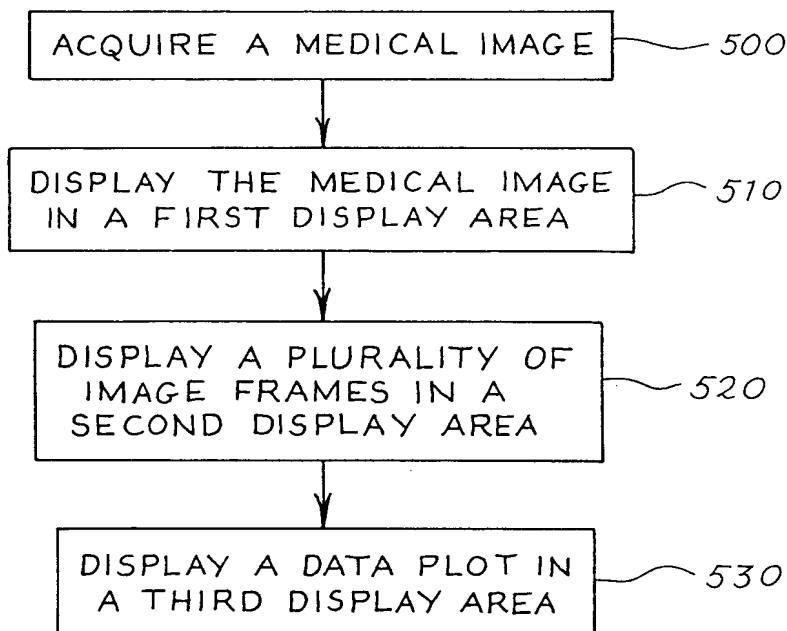 ACQUIRE A MEDICAL IMAGE
500
DISPLAY THE MEDICAL IMAGE
IN A FIRST DISPLAY AREA
510
DISPLAY A PLURALITY OF
IMAGE FRAMES IN A
SECOND DISPLAY AREA
520
DISPLAY A DATA PLOT IN
A THIRD DISPLAY AREA
530